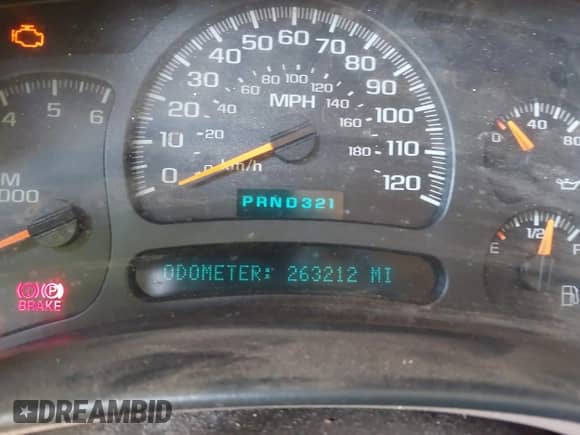 60
50 70
40 80
30 90
20 100
10 110
0 120
60 80 100 120
40 140
20 160
0 180
MPH
km/h
4 5 6
M
000
0 40 80
PRND321
1/2
E F
ODOMETER: 263212 MI
P
BRAKE
DREAMBID